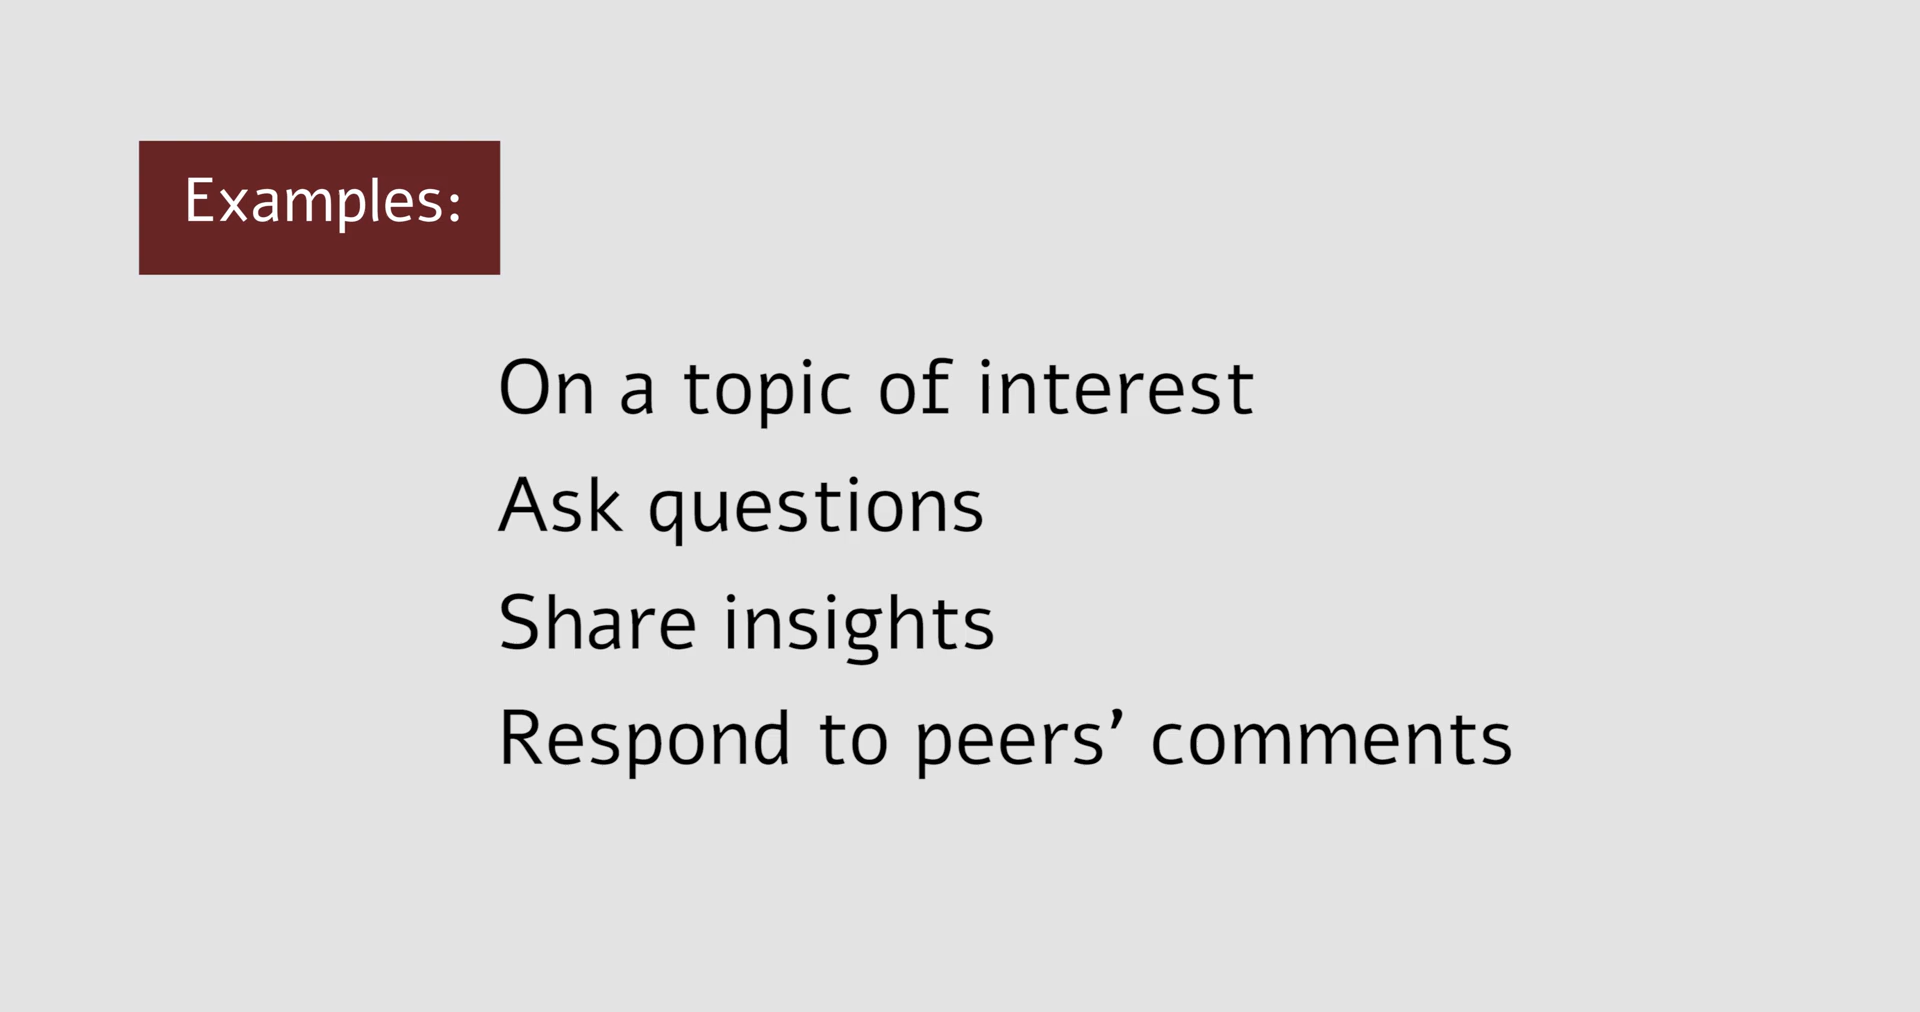 Examples:
On a topic of interest
Ask questions
Share insights
Respond to peers’ comments